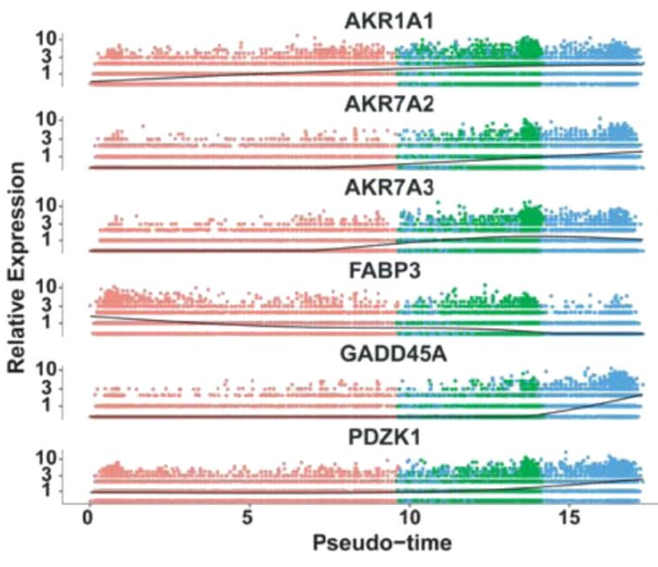 AKR1A1
10
3
1
AKR7A2
10
3
1
AKR7A3
10
3
1
FABP3
10
3
1
GADD45A
10
3
1
PDZK1
10
3
1
Relative Expression
0 5 10 15
Pseudo-time